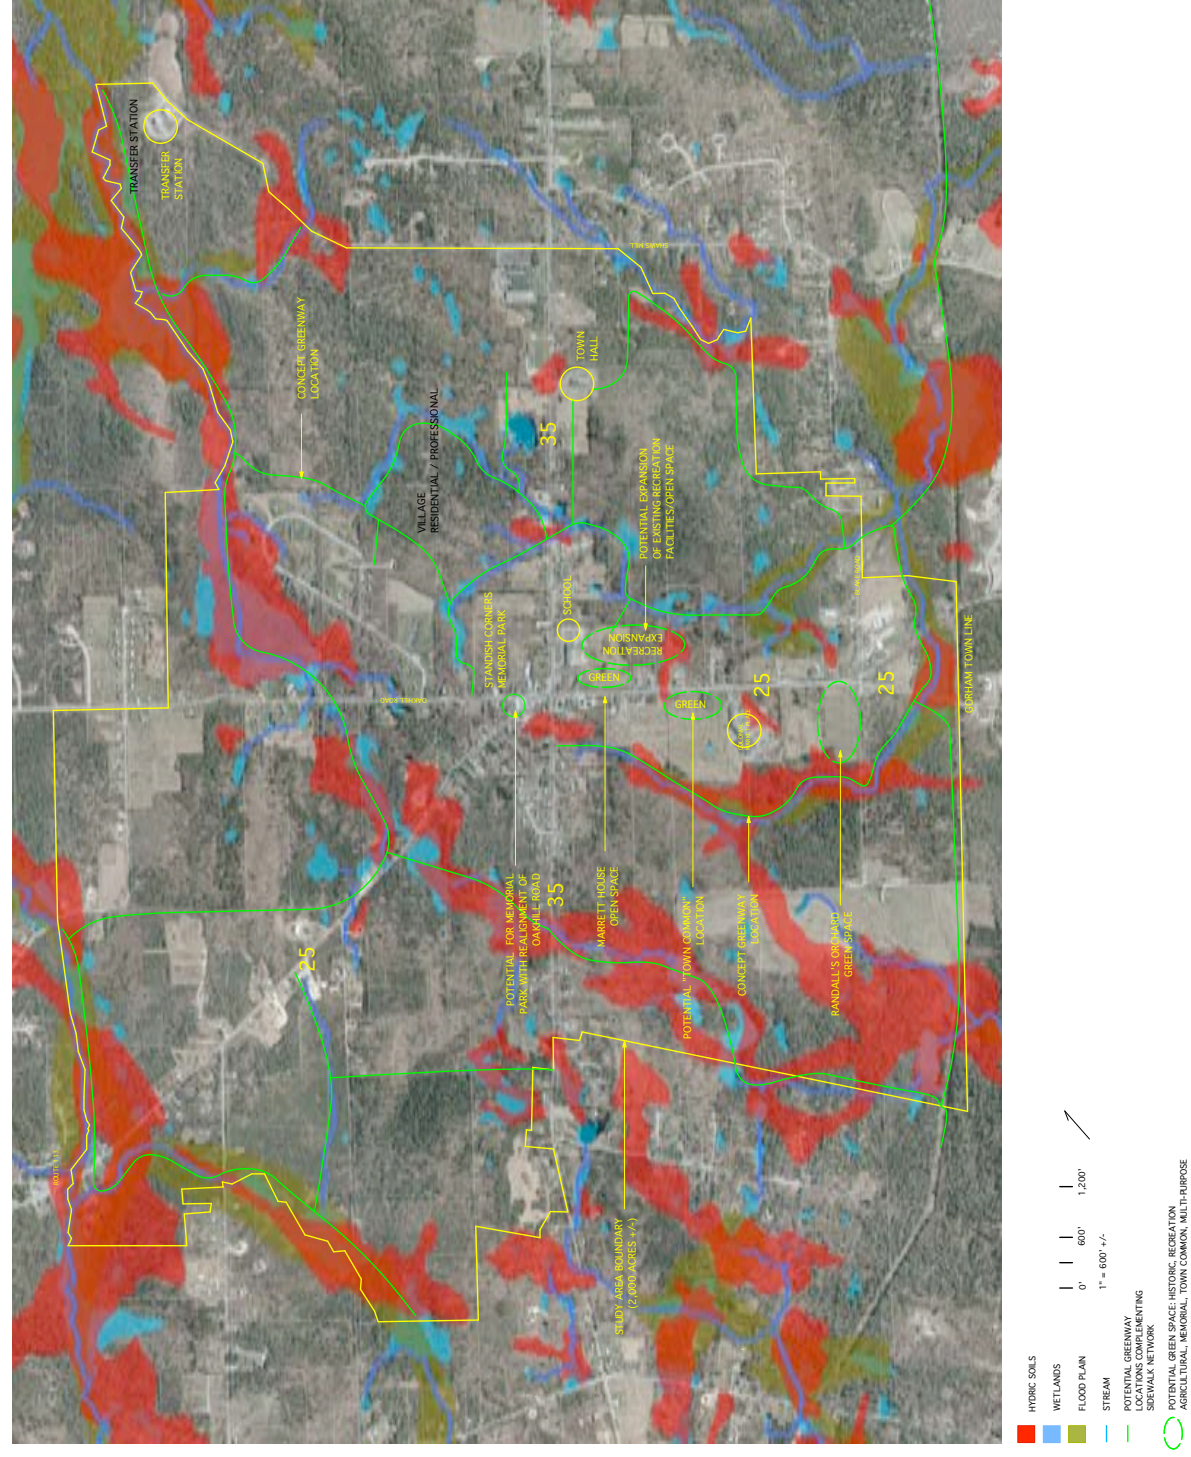 TRANSFER STATION
TRANSFER
STATION
CONCEPT GREENWAY
LOCATION
SHAWS MILL
TOWN
HALL
VILLAGE
RESIDENTIAL / PROFESSIONAL
35
POTENTIAL EXPANSION
OF EXISTING RECREATION
FACILITIES/OPEN SPACE
SCHOOL
STANDISH CORNERS
MEMORIAL PARK
RECREATION
EXPANSION
GREEN
GREEN
OAKHILL ROAD
25
25
GORHAM TOWN LINE
POTENTIAL FOR MEMORIAL
PARK WITH REALIGNMENT OF
OAKHILL ROAD
35
MARRETT HOUSE
OPEN SPACE
POTENTIAL "TOWN COMMON"
LOCATION
CONCEPT GREENWAY
LOCATION
RANDALL'S ORCHARD
GREEN SPACE
25
STUDY AREA BOUNDARY
(2,000 ACRES +/-)
0'
600'
1,200'
1" = 600' +/-
HYDRIC SOILS
WETLANDS
FLOOD PLAIN
STREAM
POTENTIAL GREENWAY
LOCATIONS COMPLEMENTING
SIDEWALK NETWORK
POTENTIAL GREEN SPACE: HISTORIC, RECREATION
AGRICULTURAL, MEMORIAL, TOWN COMMON, MULTI-PURPOSE